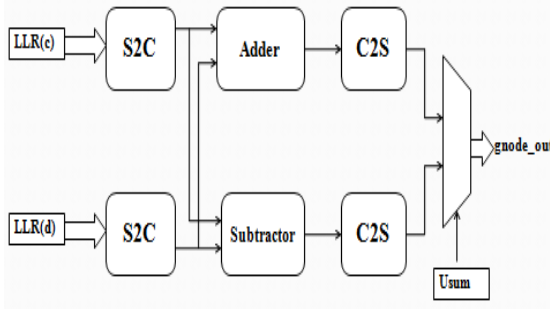 LLR(c)
S2C
Adder
C2S
gnode_out
LLR(d)
S2C
Subtractor
C2S
Usum